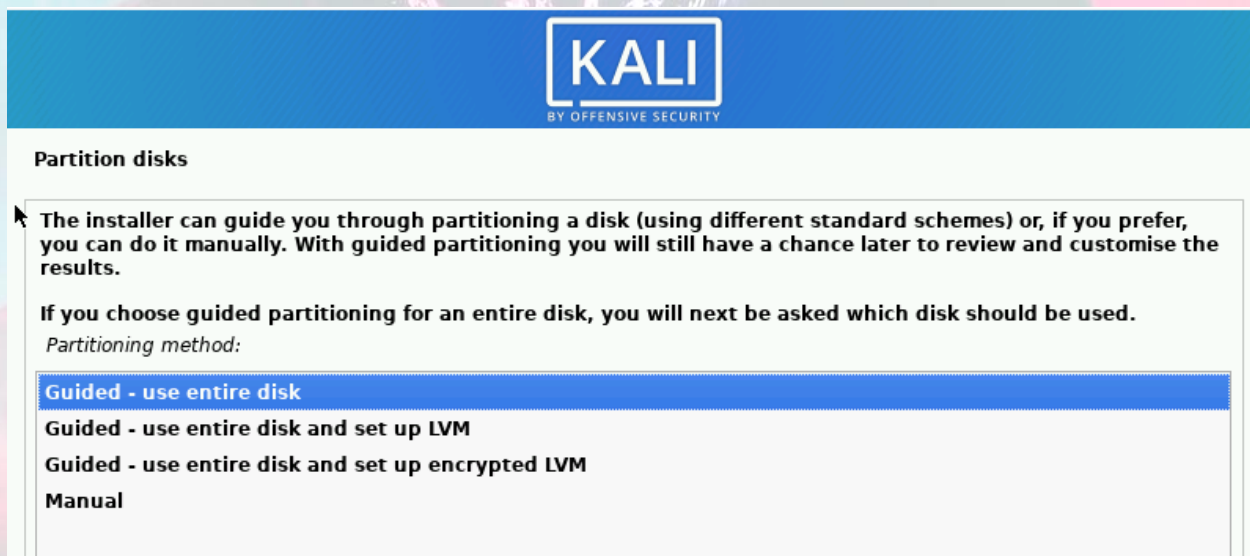 KALI
BY OFFENSIVE SECURITY
Partition disks
The installer can guide you through partitioning a disk (using different standard schemes) or, if you prefer,
you can do it manually. With guided partitioning you will still have a chance later to review and customise the
results.
If you choose guided partitioning for an entire disk, you will next be asked which disk should be used.
Partitioning method:
Guided - use entire disk
Guided - use entire disk and set up LVM
Guided - use entire disk and set up encrypted LVM
Manual